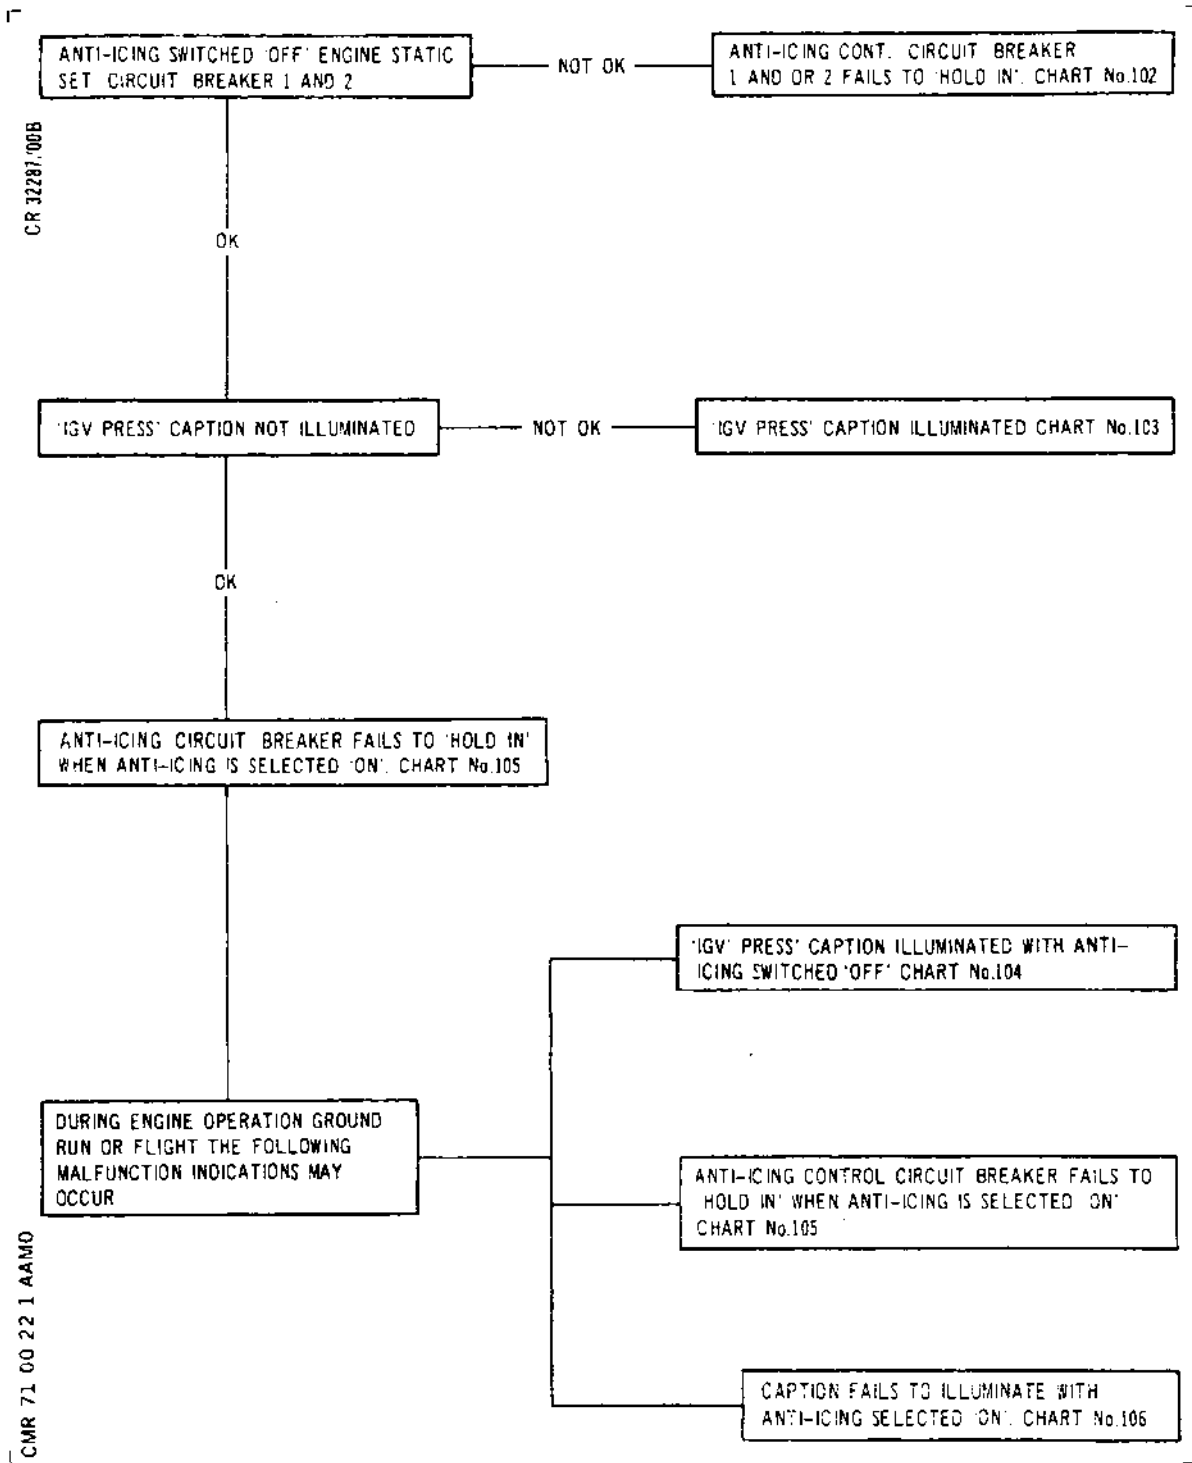 ANTI-ICING SWITCHED 'OFF' ENGINE STATIC
SET CIRCUIT BREAKER 1 AND 2
NOT OK
ANTI-ICING CONT. CIRCUIT BREAKER
1 AND OR 2 FAILS TO 'HOLD IN'. CHART No.102
CR 32287/00B
OK
'IGV PRESS' CAPTION NOT ILLUMINATED
NOT OK
'IGV PRESS' CAPTION ILLUMINATED CHART No.103
OK
ANTI-ICING CIRCUIT BREAKER FAILS TO 'HOLD IN'
WHEN ANTI-ICING IS SELECTED 'ON'. CHART No.105
'IGV' PRESS' CAPTION ILLUMINATED WITH ANTI-
ICING SWITCHED 'OFF' CHART No.104
DURING ENGINE OPERATION GROUND
RUN OR FLIGHT THE FOLLOWING
MALFUNCTION INDICATIONS MAY
OCCUR
ANTI-ICING CONTROL CIRCUIT BREAKER FAILS TO
'HOLD IN' WHEN ANTI-ICING IS SELECTED 'ON'
CHART No.105
CAPTION FAILS TO ILLUMINATE WITH
ANTI-ICING SELECTED 'ON'. CHART No.106
CMR 71 00 22 1 AAMO